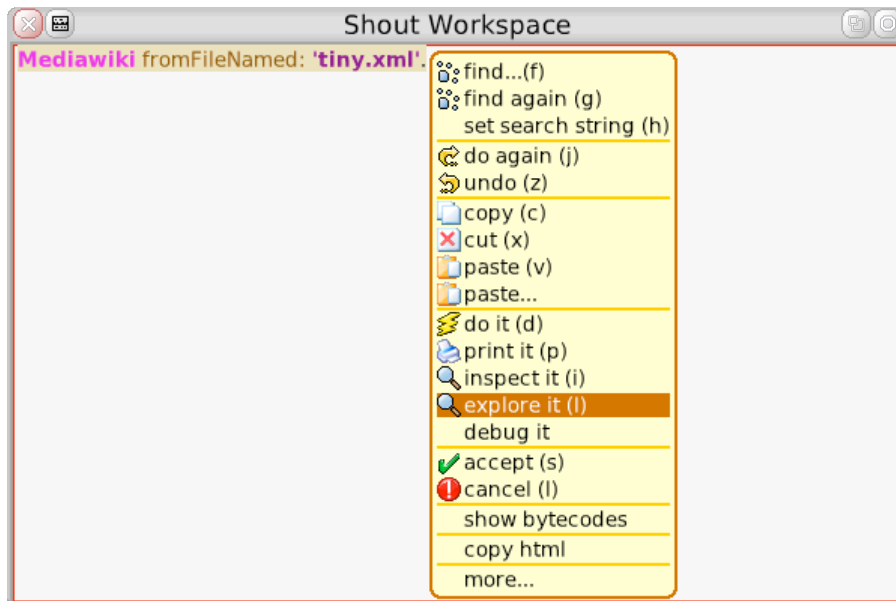 Shout Workspace
Mediawiki fromFileNamed: 'tiny.xml'.
find...(f)
find again (g)
set search string (h)
do again (j)
undo (z)
copy (c)
cut (x)
paste (v)
paste...
do it (d)
print it (p)
inspect it (i)
explore it (I)
debug it
accept (s)
cancel (l)
show bytecodes
copy html
more...